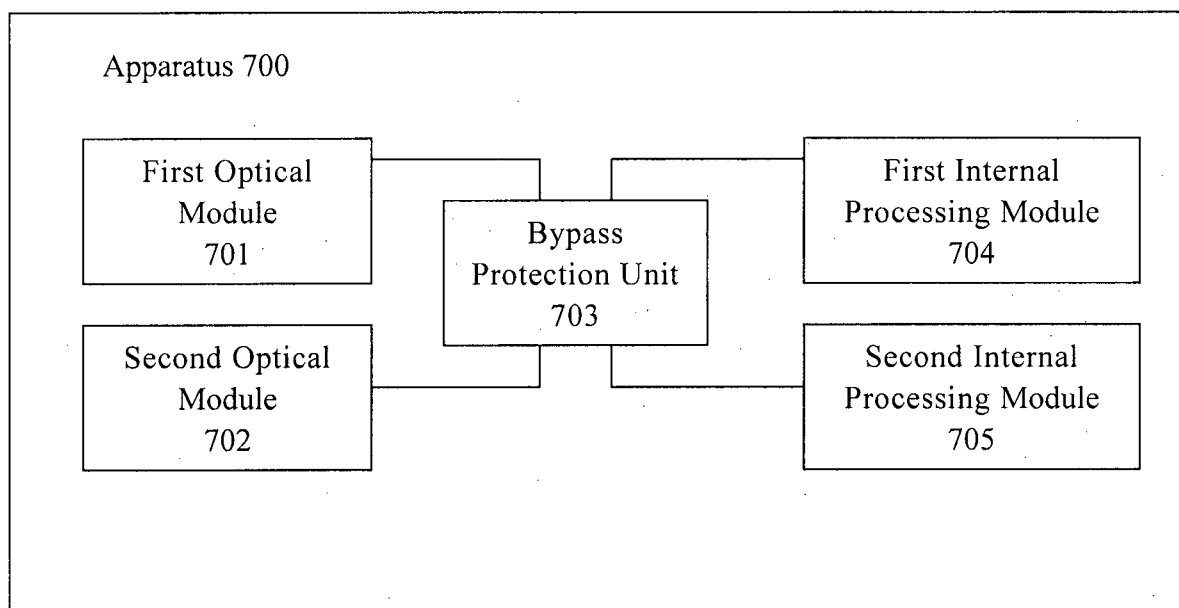 Apparatus 700
First Optical
Module
701
First Internal
Processing Module
704
Bypass
Protection Unit
703
Second Optical
Module
702
Second Internal
Processing Module
705